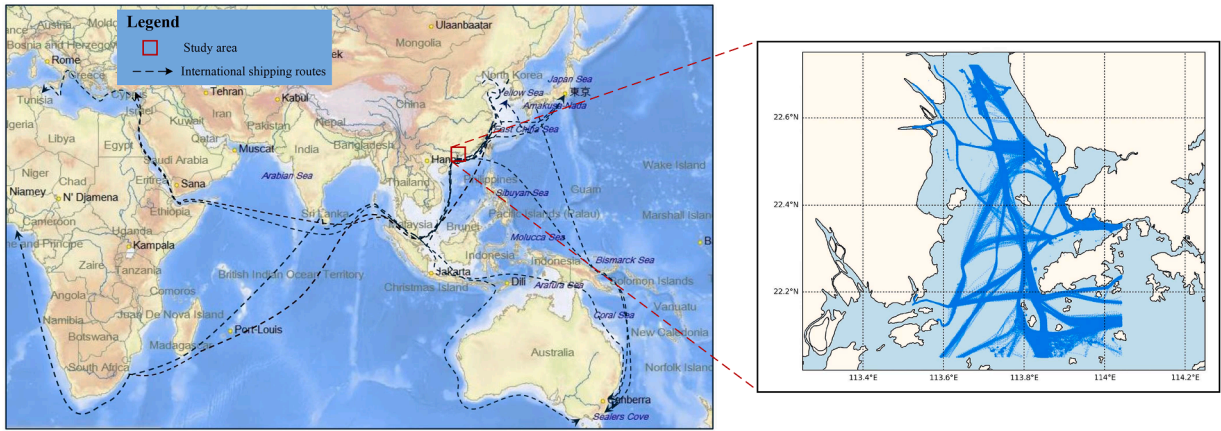 Legend
Study area
International shipping routes
Ulaanbaatar
Mongolia
Rome
Greece
Tunisia
Cyprus
Israel
Tehran
Kabul
Iran
Kuwait
Pakistan
Nepal
China
North Korea
Japan Sea
Yellow Sea
東京
Amakusa-Nada
East China Sea
Libya
Egypt
Qatar
Saudi Arabia
Muscat
India
Bangladesh
Wake Island
Niger
Niamey
Chad
N' Djamena
Eritrea
Sana
Arabian Sea
Thailand
Philippines
Guam
Sibuyan Sea
Cameroon
Ethiopia
Sri Lanka
Malaysia
Brunei
Pacific Islands (Palau)
Marshall Islan
Uganda
Kampala
Molucca Sea
Indonesia
Indonesia
Bismarck Sea
Zaire
Tanzania
British Indian Ocean Territory
Jakarta
Christmas Island
Dili
Arafura Sea
Solomon Islands
Angola
Comoros
Juan De Nova Island
Coral Sea
Vanuatu
Namibia
Botswana
Madagascar
Port-Louis
New Caledonia
South Africa
Australia
Norfolk Island
Canberra
Sealers Cove
22.6°N
22.4°N
22.2°N
113.4°E
113.6°E
113.8°E
114°E
114.2°E